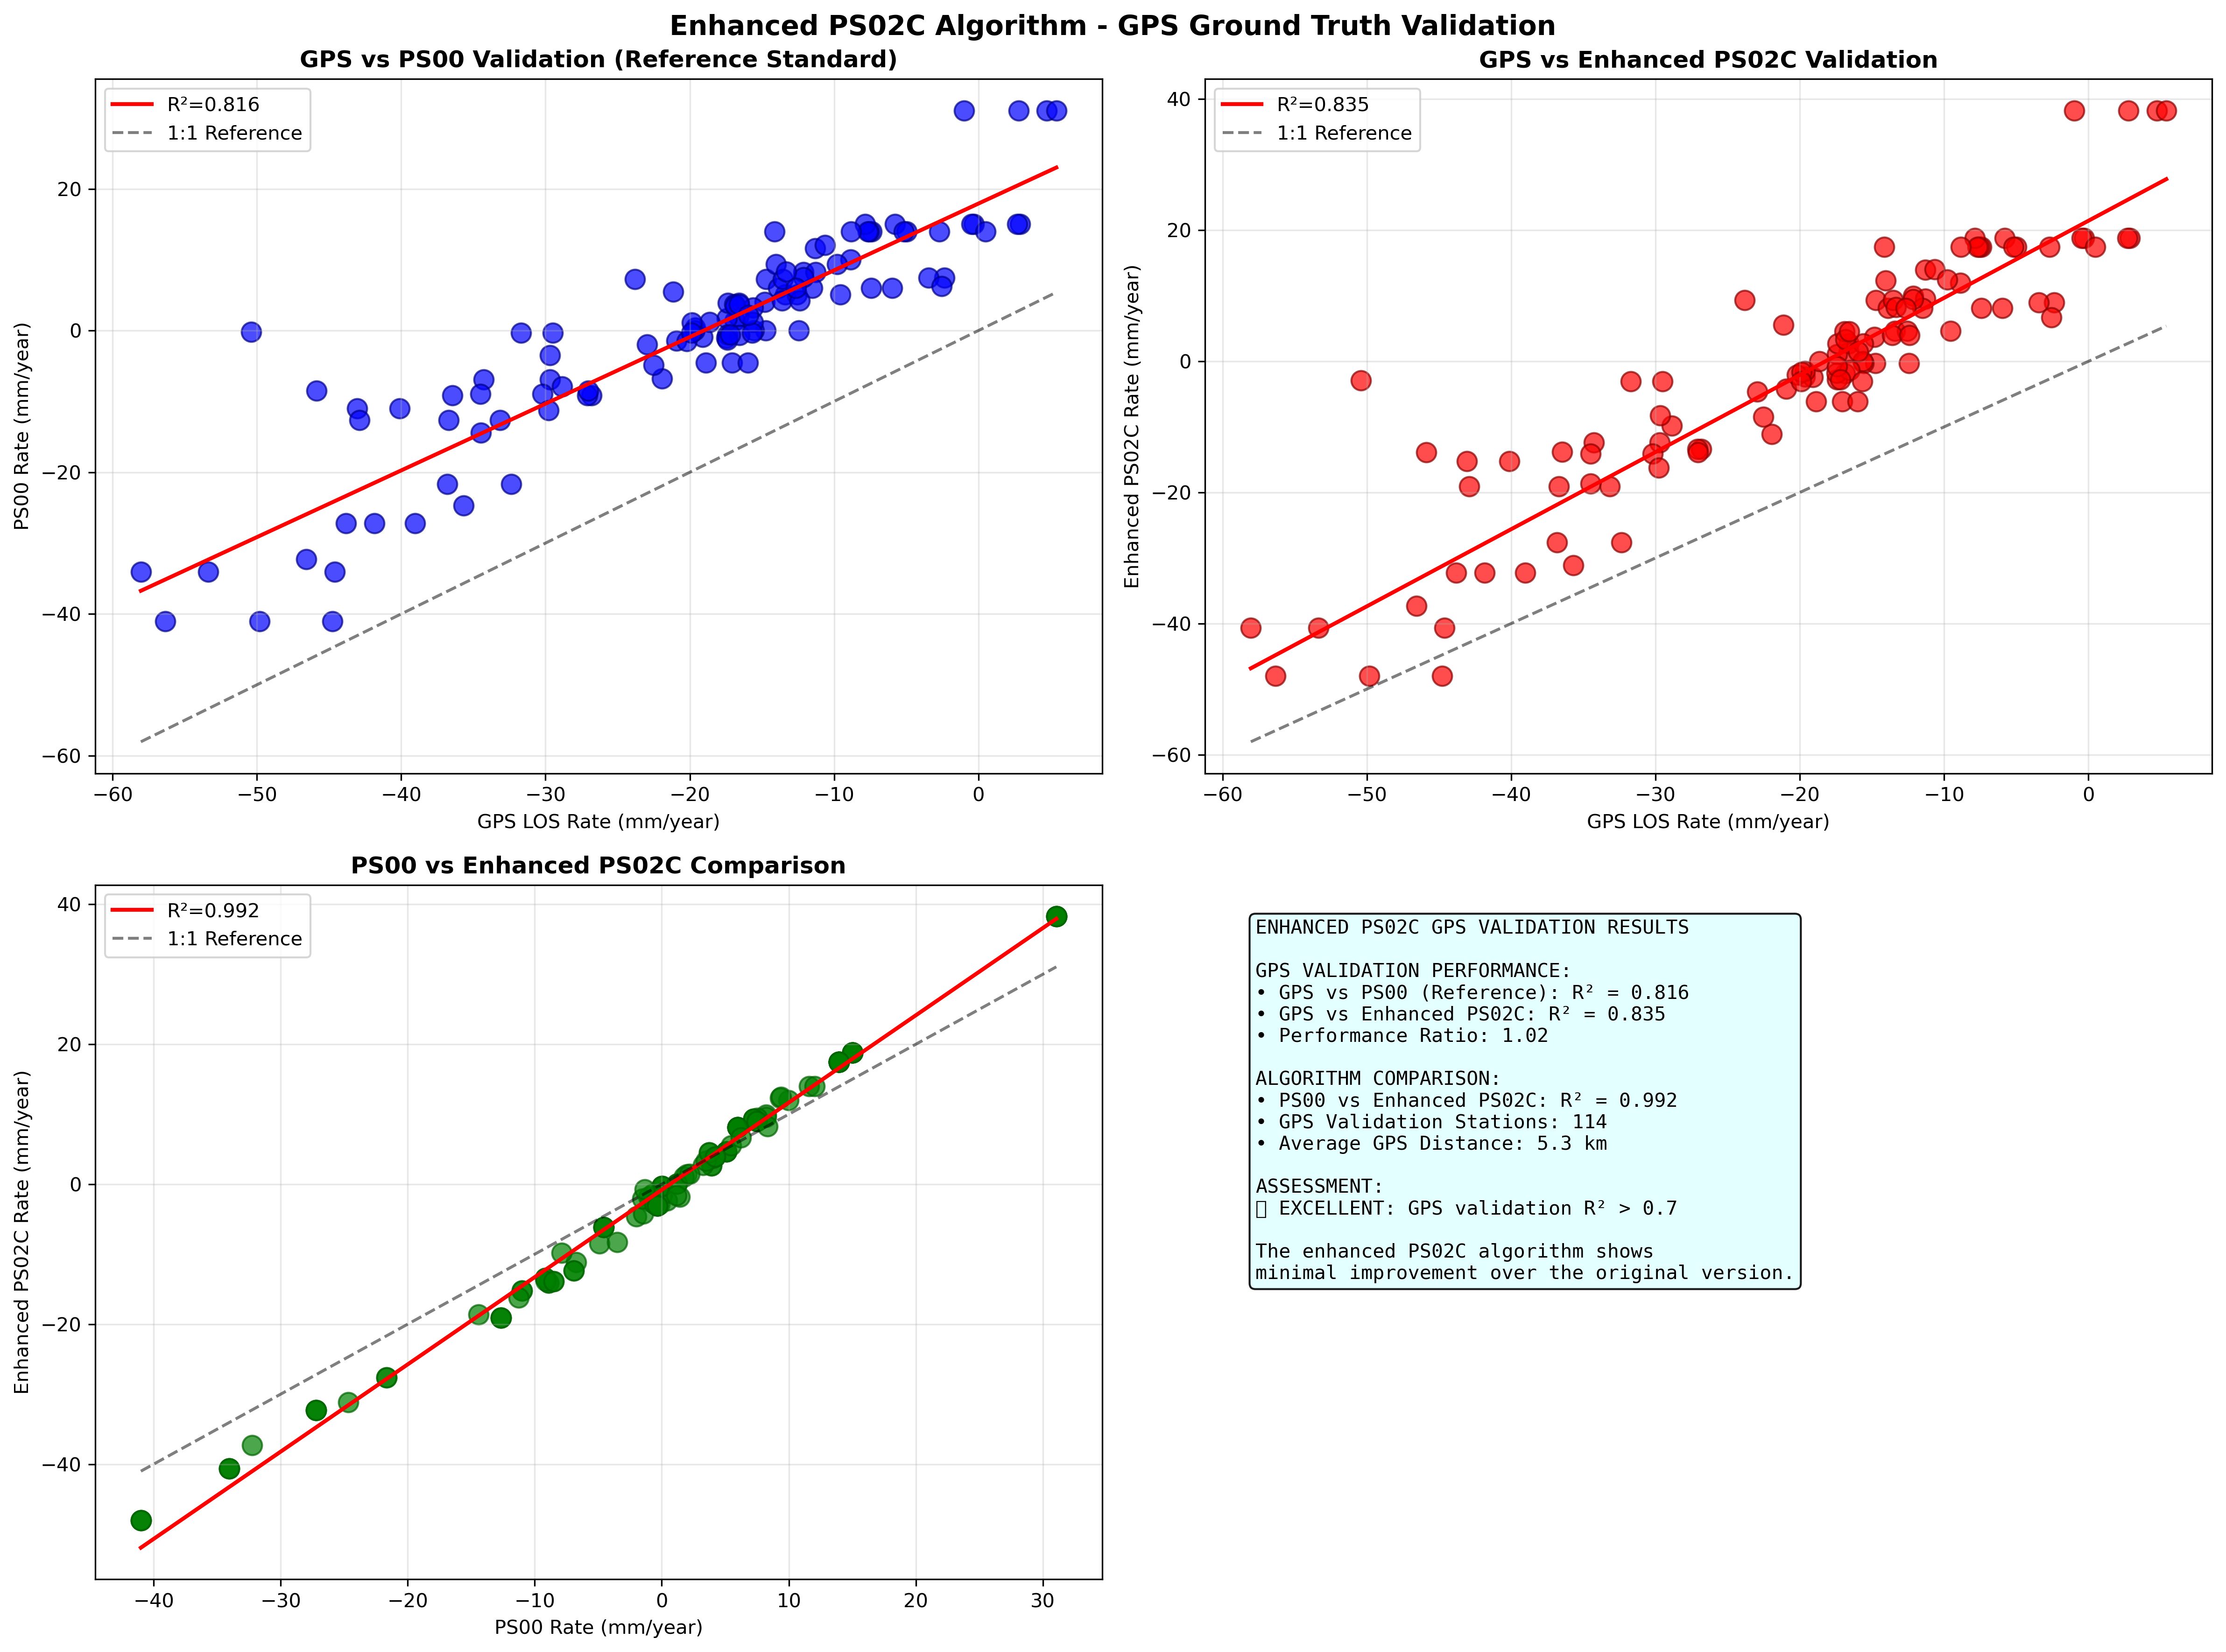 Enhanced PS02C Algorithm - GPS Ground Truth Validation
GPS vs PS00 Validation (Reference Standard)
R²=0.816
1:1 Reference
20
0
−20
−40
−60
PS00 Rate (mm/year)
−60 −50 −40 −30 −20 −10 0
GPS LOS Rate (mm/year)
GPS vs Enhanced PS02C Validation
R²=0.835
1:1 Reference
40
20
0
−20
−40
−60
Enhanced PS02C Rate (mm/year)
−60 −50 −40 −30 −20 −10 0
GPS LOS Rate (mm/year)
PS00 vs Enhanced PS02C Comparison
R²=0.992
1:1 Reference
40
20
0
−20
−40
Enhanced PS02C Rate (mm/year)
−40 −30 −20 −10 0 10 20 30
PS00 Rate (mm/year)
ENHANCED PS02C GPS VALIDATION RESULTS
GPS VALIDATION PERFORMANCE:
• GPS vs PS00 (Reference): R² = 0.816
• GPS vs Enhanced PS02C: R² = 0.835
• Performance Ratio: 1.02
ALGORITHM COMPARISON:
• PS00 vs Enhanced PS02C: R² = 0.992
• GPS Validation Stations: 114
• Average GPS Distance: 5.3 km
ASSESSMENT:
▯ EXCELLENT: GPS validation R² > 0.7
The enhanced PS02C algorithm shows
minimal improvement over the original version.